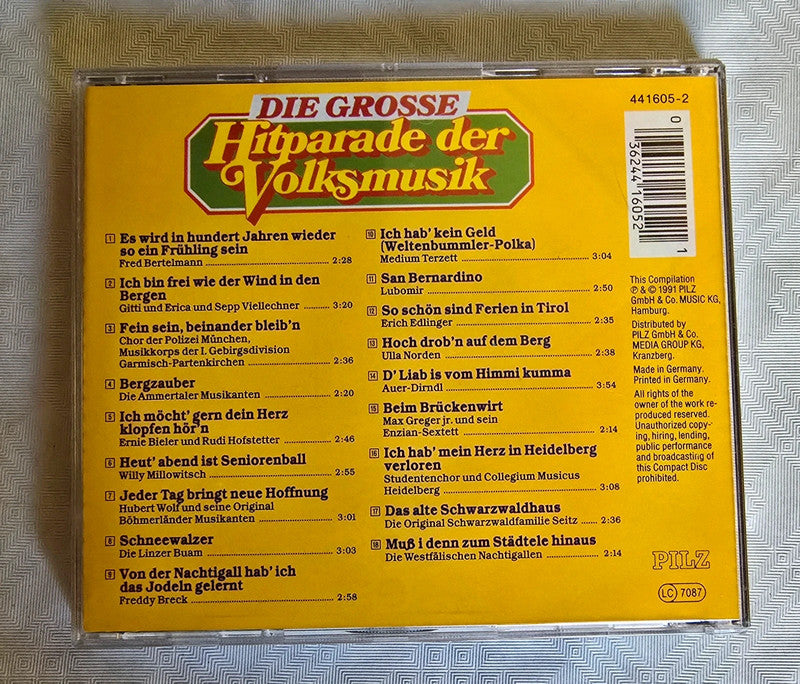 DIE GROSSE
Hitparade der
Volksmusik
441605-2
0 36244 16052 1
1 Es wird in hundert Jahren wieder
so ein Frühling sein
Fred Bertelmann 2:28
2 Ich bin frei wie der Wind in den
Bergen
Gitti und Erica und Sepp Viellechner 3:20
3 Fein sein, beinander bleib'n
Chor der Polizei München,
Musikkorps der I. Gebirgsdivision
Garmisch-Partenkirchen 2:36
4 Bergzauber
Die Ammertaler Musikanten 2:20
5 Ich möcht' gern dein Herz
klopfen hör'n
Ernie Bieler und Rudi Hofstetter 2:46
6 Heut' abend ist Seniorenball
Willy Millowitsch 2:55
7 Jeder Tag bringt neue Hoffnung
Hubert Wolf und seine Original
Böhmerländer Musikanten 3:01
8 Schneewalzer
Die Linzer Buam 3:03
9 Von der Nachtigall hab' ich
das Jodeln gelernt
Freddy Breck 2:58
10 Ich hab' kein Geld
(Weltenbummler-Polka)
Medium Terzett 3:04
11 San Bernardino
Lubomir 2:50
12 So schön sind Ferien in Tirol
Erich Edlinger 2:35
13 Hoch drob'n auf dem Berg
Ulla Norden 2:38
14 D' Liab is vom Himmi kumma
Auer-Dirndl 3:54
15 Beim Brückenwirt
Max Greger jr. und sein
Enzian-Sextett 2:14
16 Ich hab' mein Herz in Heidelberg
verloren
Studentenchor und Collegium Musicus
Heidelberg 3:08
17 Das alte Schwarzwaldhaus
Die Original Schwarzwaldfamilie Seitz 2:36
18 Muß i denn zum Städtele hinaus
Die Westfälischen Nachtigallen 2:14
This Compilation
℗ & © 1991 PILZ
GmbH & Co. MUSIC KG,
Hamburg.
Distributed by
PILZ GmbH & Co.
MEDIA GROUP KG,
Kranzberg.
Made in Germany.
Printed in Germany.
All rights of the
owner of the work re-
produced reserved.
Unauthorized copy-
ing, hiring, lending,
public performance
and broadcasting of
this Compact Disc
prohibited.
PILZ
LC 7087